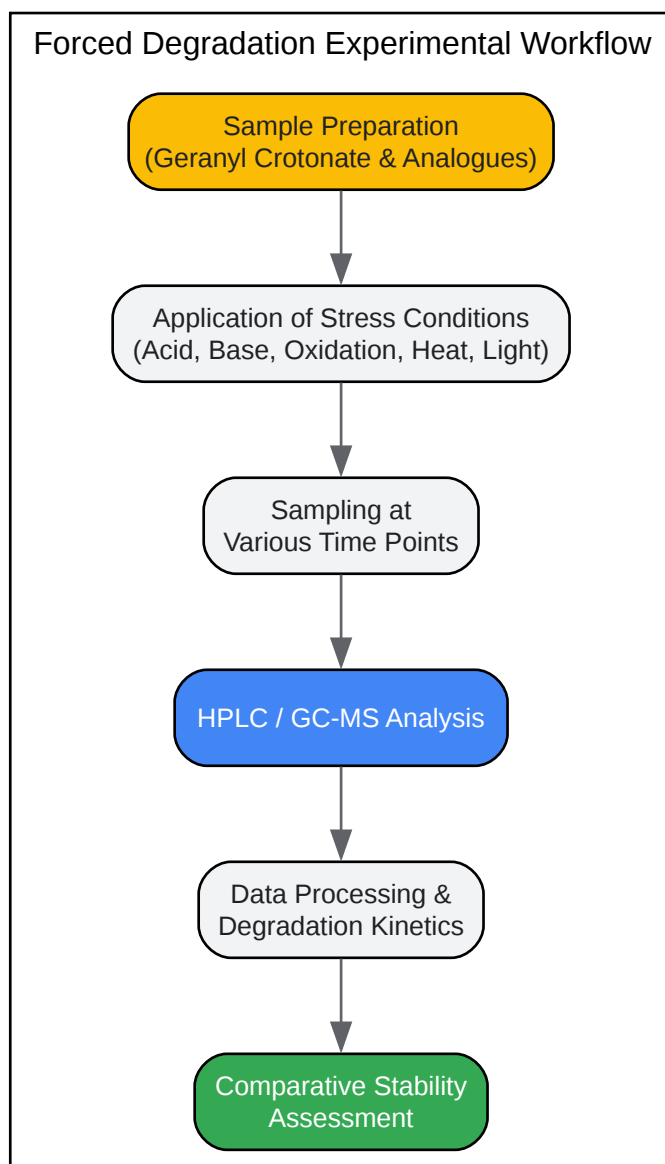 Forced Degradation Experimental Workflow
Sample Preparation
(Geranyl Crotonate & Analogues)
Application of Stress Conditions
(Acid, Base, Oxidation, Heat, Light)
Sampling at
Various Time Points
HPLC / GC-MS Analysis
Data Processing &
Degradation Kinetics
Comparative Stability
Assessment